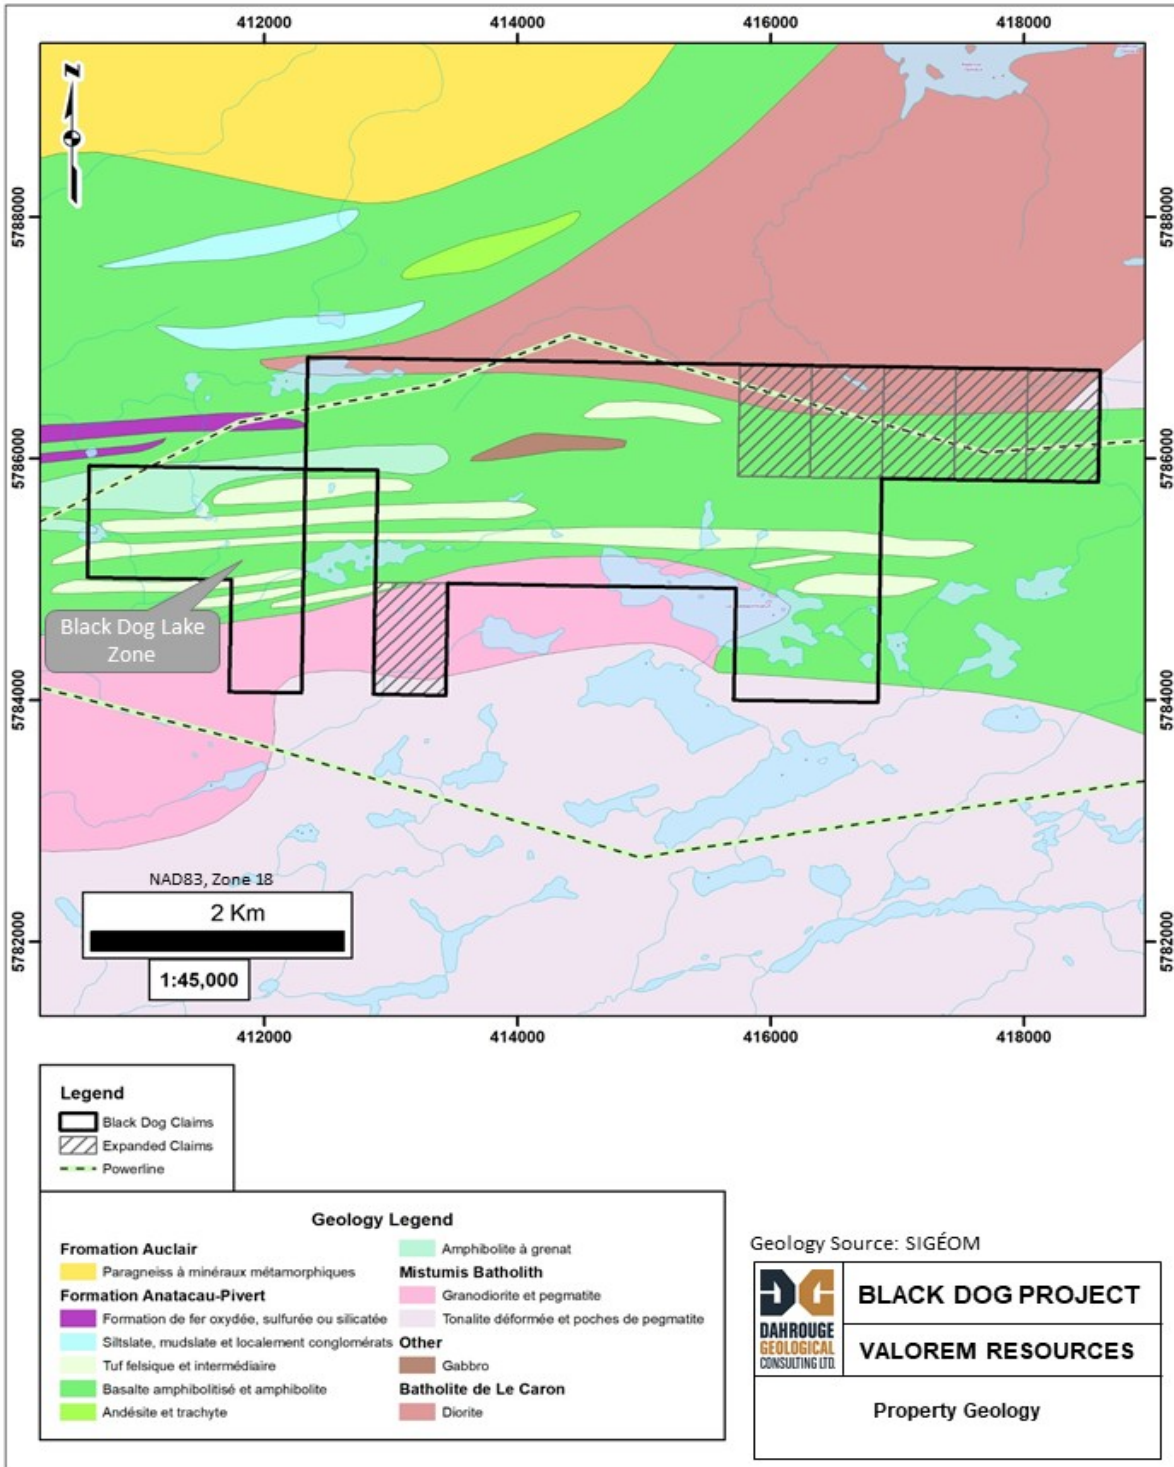 412000 414000 416000 418000
Z
5788000 5788000
5786000 5786000
Black Dog Lake
Zone
5784000 5784000
NAD83, Zone 18
2 Km
5782000 5782000
1:45,000
412000 414000 416000 418000
Legend
Black Dog Claims
Expanded Claims
Powerline
Geology Legend
Fromation Auclair
Paragneiss à minéraux métamorphiques
Formation Anatacau-Pivert
Formation de fer oxydée, sulfurée ou silicatée
Siltslate, mudslate et localement conglomérats
Tuf felsique et intermédiaire
Basalte amphibolitisé et amphibolite
Andésite et trachyte
Amphibolite à grenat
Mistumis Batholith
Granodiorite et pegmatite
Tonalite déformée et poches de pegmatite
Other
Gabbro
Batholite de Le Caron
Diorite
Geology Source: SIGÉOM
DAHROUGE
GEOLOGICAL
CONSULTING LTD.
BLACK DOG PROJECT
VALOREM RESOURCES
Property Geology